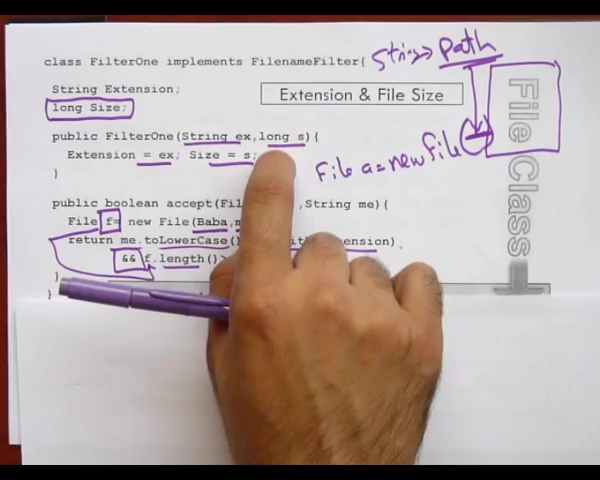 class FilterOne implements FilenameFilter{
String> path
String Extension;
long Size;
Extension & File Size
public FilterOne(String ex,long s){
Extension = ex; Size = s;
File a=new File(
}
public boolean accept(Fil ,String me){
File f= new File(Baba,
return me.toLowerCase()
&& f.length()>
}
}
File Class